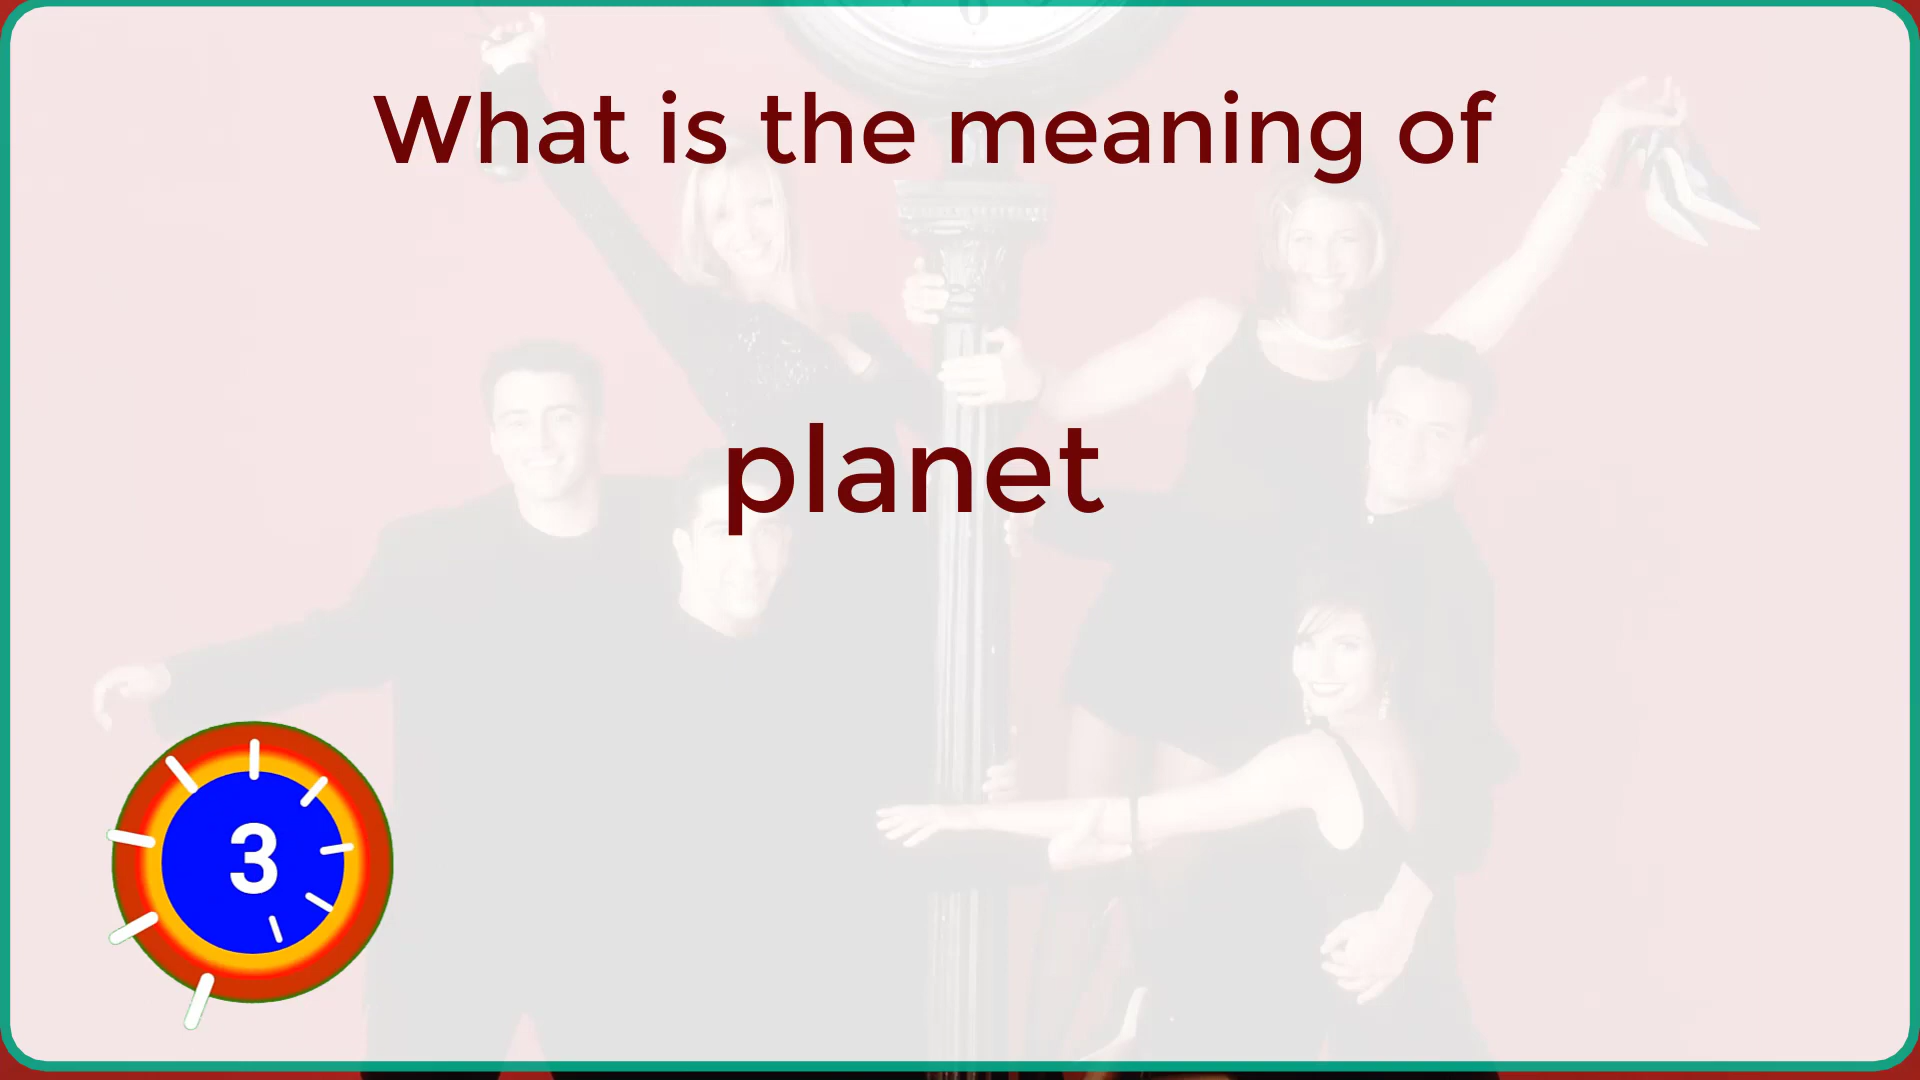 What is the meaning of
planet
3